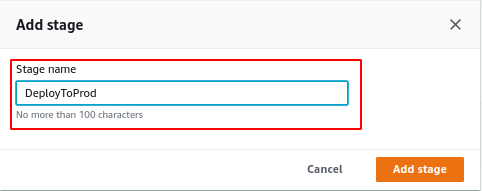 Add stage
Stage name
DeployToProd
No more than 100 characters
Cancel
Add stage